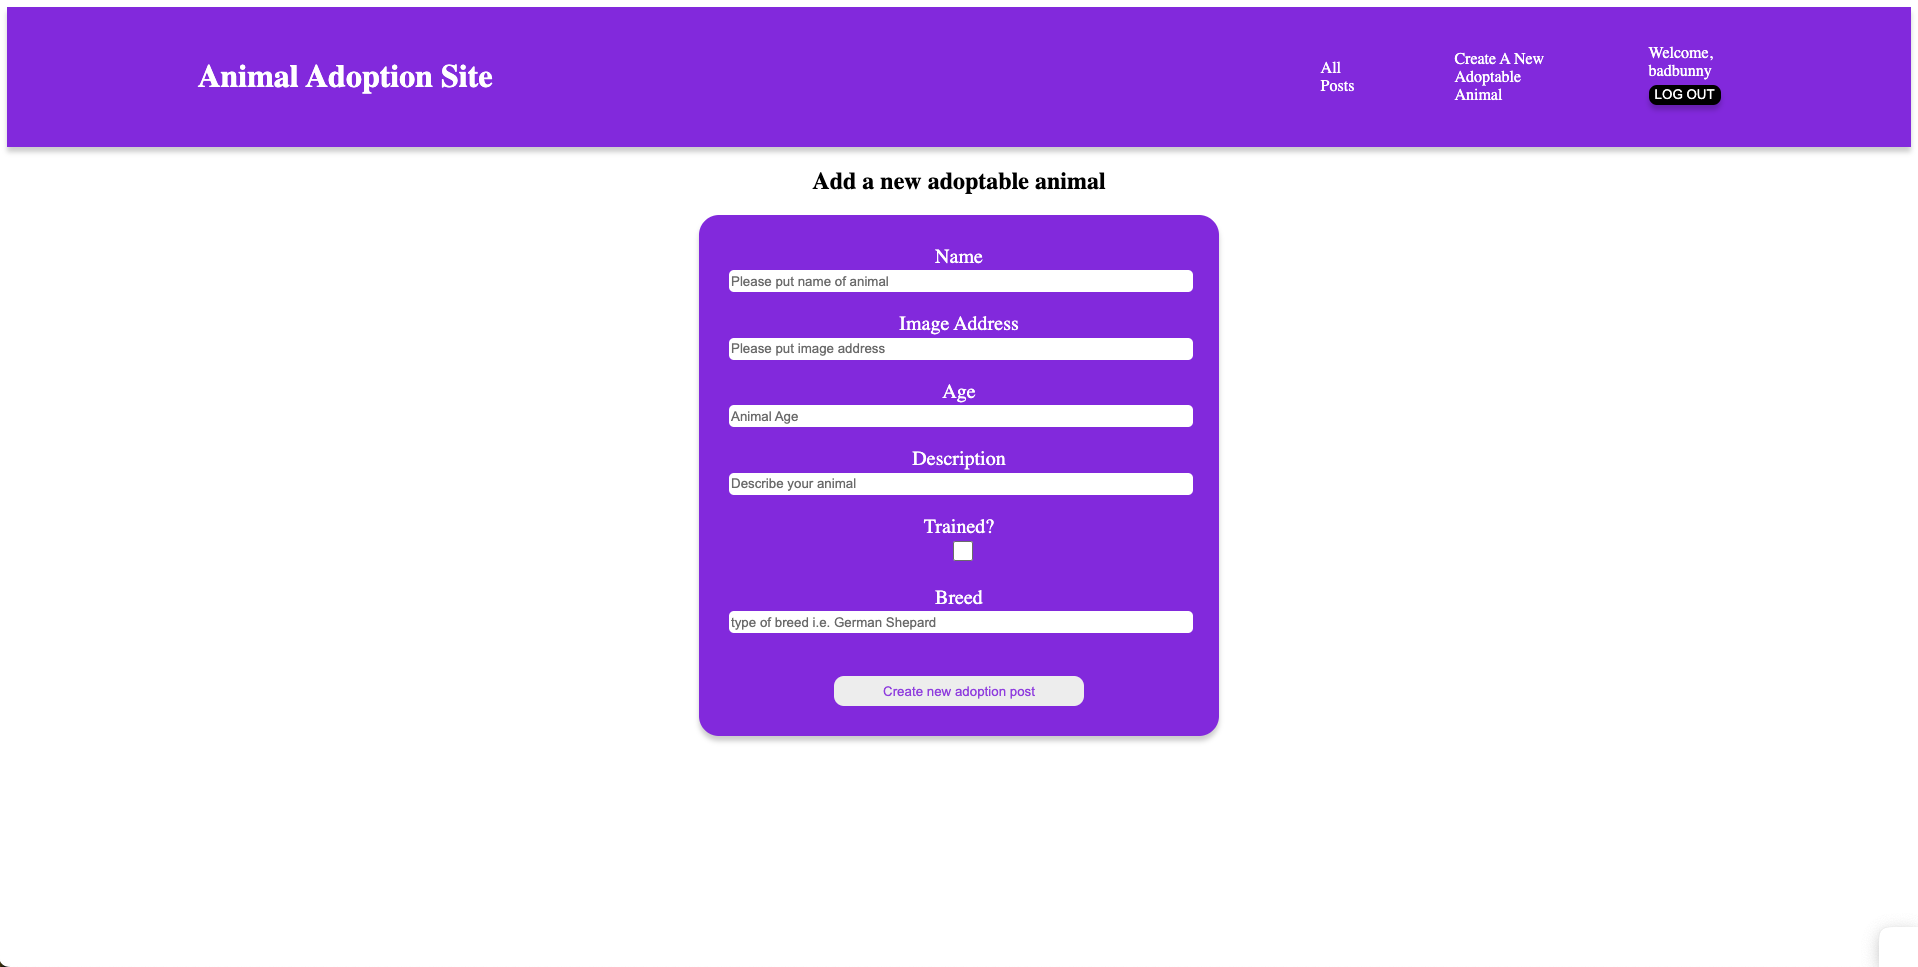 Animal Adoption Site
All
Posts
Create A New
Adoptable
Animal
Welcome,
badbunny
LOG OUT
Add a new adoptable animal
Name
Please put name of animal
Image Address
Please put image address
Age
Animal Age
Description
Describe your animal
Trained?
Breed
type of breed i.e. German Shepard
Create new adoption post